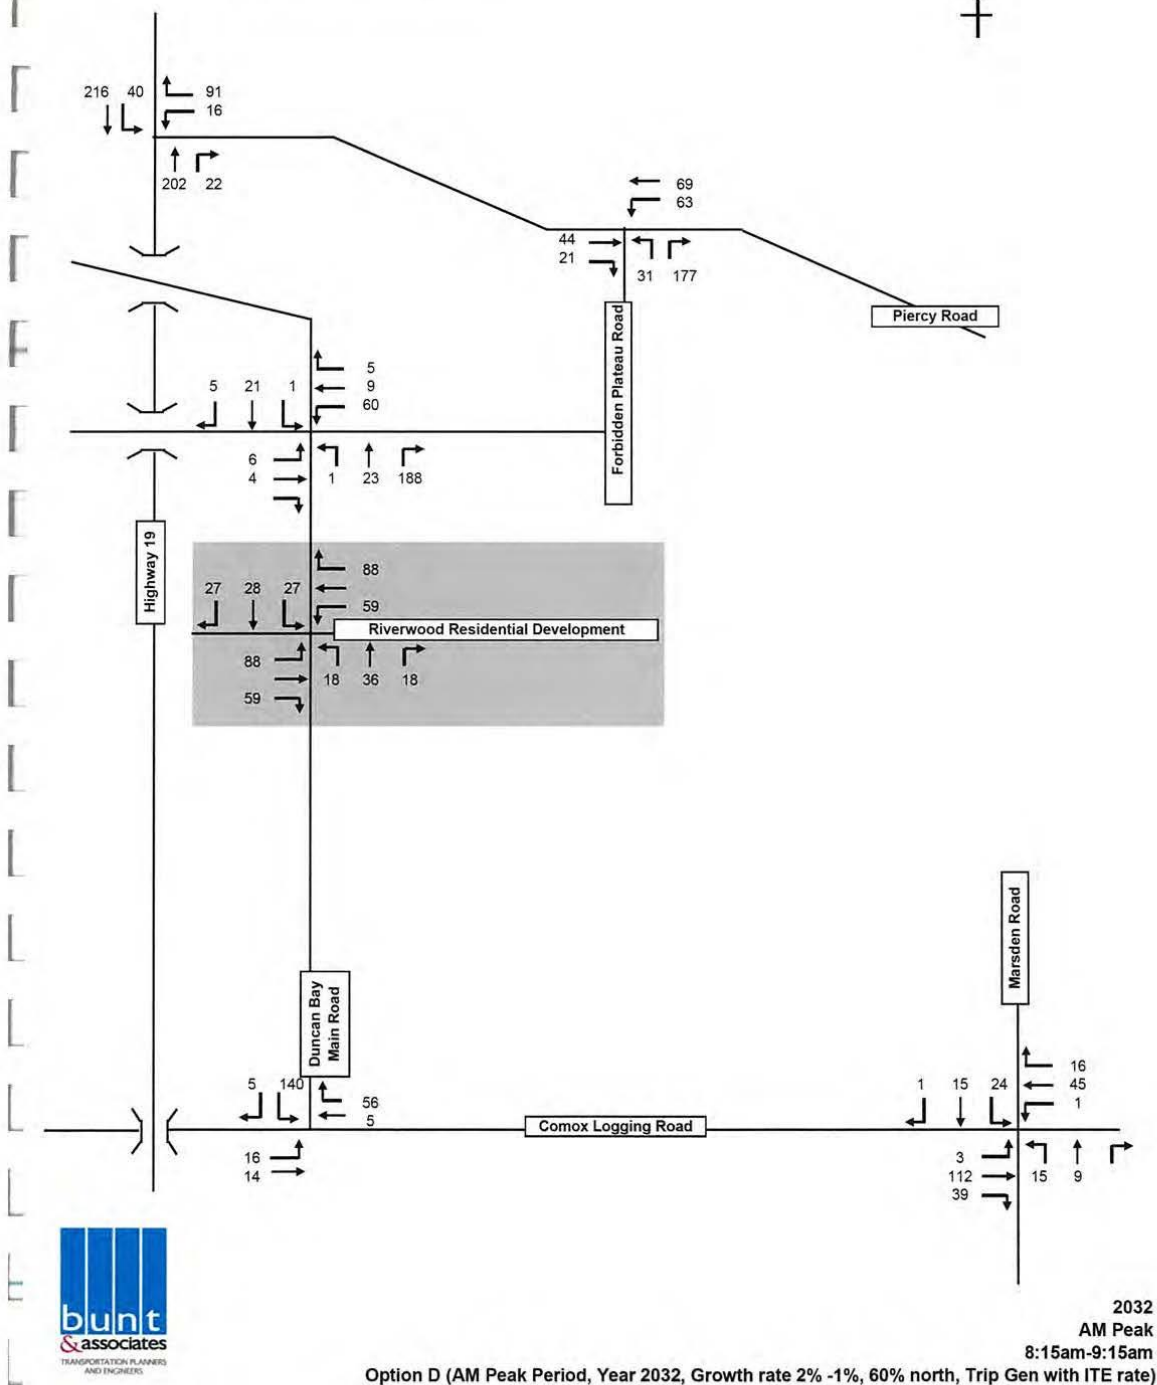 216 40 91
16
202 22
69
63
44
21
31 177
Piercy Road
Forbidden Plateau Road
5
5 21 1 9
60
6
4 1 23 188
Highway 19
88
27 28 27
59
Riverwood Residential Development
88
18 36 18
59
Marsden Road
Duncan Bay
Main Road
5 140
56
5
16
1 15 24 45
1
Comox Logging Road
16
14
3
112 15 9
39
bunt
& associates
TRANSPORTATION PLANNERS
AND ENGINEERS
2032
AM Peak
8:15am-9:15am
Option D (AM Peak Period, Year 2032, Growth rate 2% -1%, 60% north, Trip Gen with ITE rate)